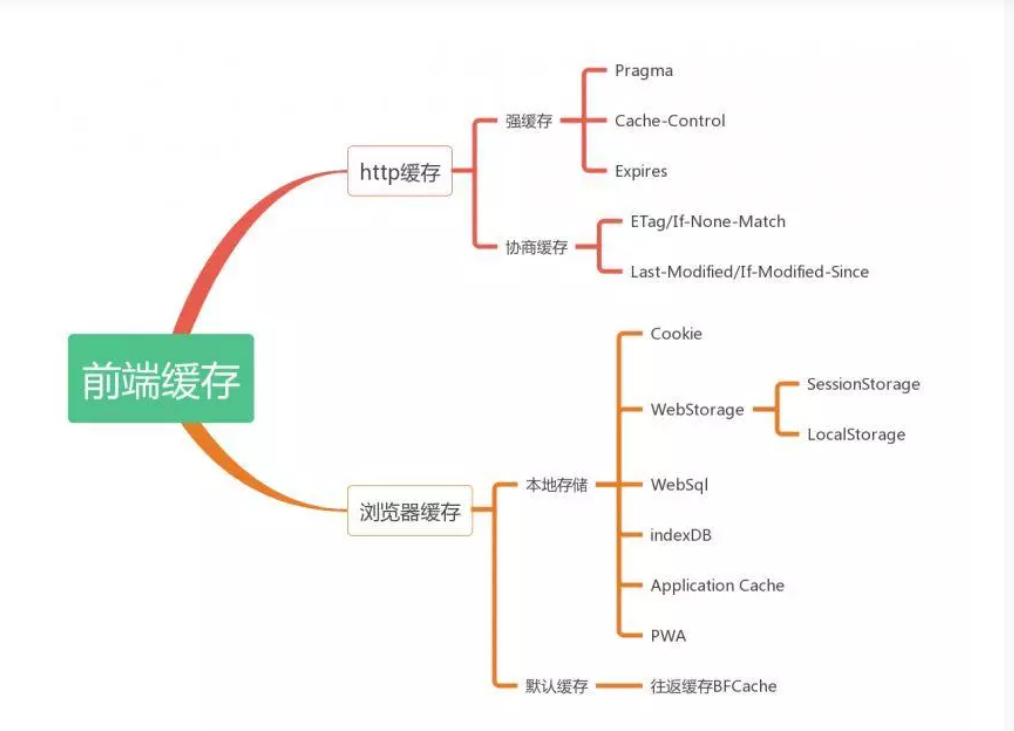 前端缓存
http缓存
强缓存
Pragma
Cache-Control
Expires
协商缓存
ETag/If-None-Match
Last-Modified/If-Modified-Since
浏览器缓存
本地存储
Cookie
WebStorage
SessionStorage
LocalStorage
WebSql
indexDB
Application Cache
PWA
默认缓存
往返缓存BFCache